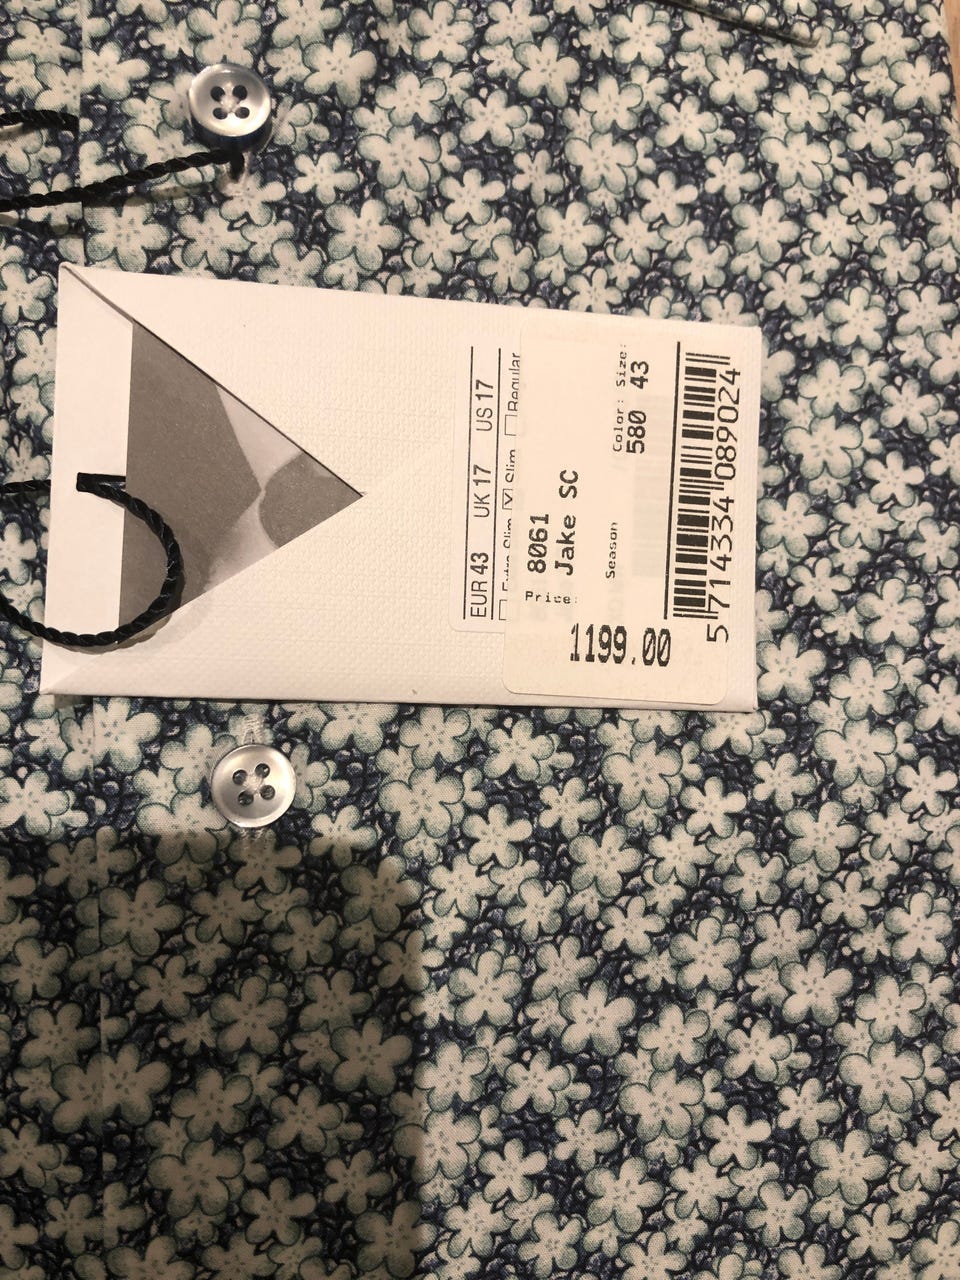 EUR 43 UK 17 US 17
Slim Regular
8061
Jake SC
Color: Size:
580 43
Season
Price:
1199.00
5 714334 089024